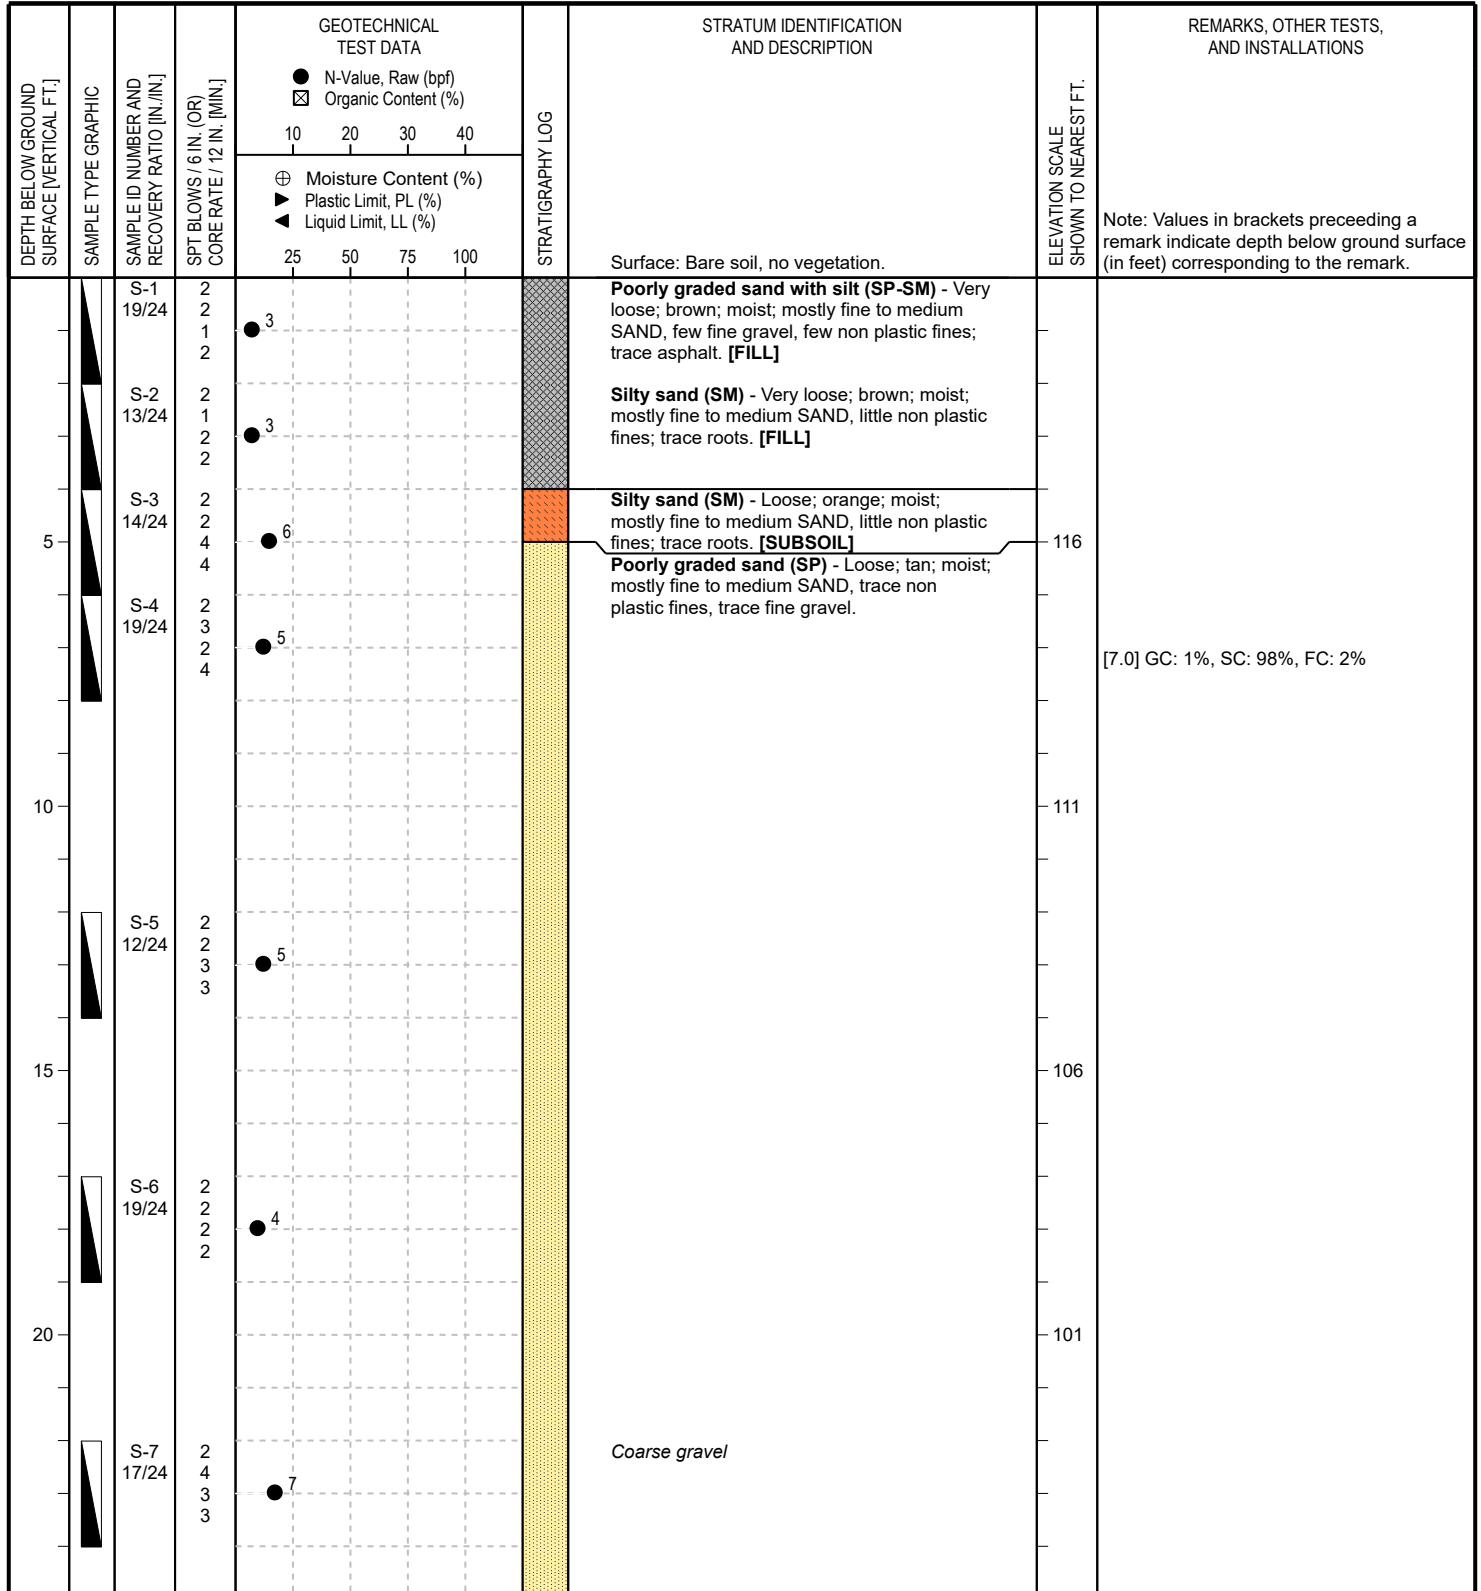 DEPTH BELOW GROUND
SURFACE [VERTICAL FT.]
SAMPLE TYPE GRAPHIC
SAMPLE ID NUMBER AND
RECOVERY RATIO [IN./IN.]
SPT BLOWS / 6 IN. (OR)
CORE RATE / 12 IN. [MIN.]
GEOTECHNICAL
TEST DATA
N-Value, Raw (bpf)
Organic Content (%)
10 20 30 40
Moisture Content (%)
Plastic Limit, PL (%)
Liquid Limit, LL (%)
25 50 75 100
STRATIGRAPHY LOG
STRATUM IDENTIFICATION
AND DESCRIPTION
Surface: Bare soil, no vegetation.
ELEVATION SCALE
SHOWN TO NEAREST FT.
REMARKS, OTHER TESTS,
AND INSTALLATIONS
Note: Values in brackets preceeding a
remark indicate depth below ground surface
(in feet) corresponding to the remark.
S-1 2 Poorly graded sand with silt (SP-SM) - Very
19/24 2 loose; brown; moist; mostly fine to medium
1 3 SAND, few fine gravel, few non plastic fines;
2 trace asphalt. [FILL]
S-2 2 Silty sand (SM) - Very loose; brown; moist;
13/24 1 mostly fine to medium SAND, little non plastic
2 3 fines; trace roots. [FILL]
2
S-3 2 Silty sand (SM) - Loose; orange; moist;
14/24 2 mostly fine to medium SAND, little non plastic
5 4 6 fines; trace roots. [SUBSOIL] 116
4 Poorly graded sand (SP) - Loose; tan; moist;
mostly fine to medium SAND, trace non
S-4 2 plastic fines, trace fine gravel.
19/24 3
2 5
4 [7.0] GC: 1%, SC: 98%, FC: 2%
10 111
S-5 2
12/24 2
3 5
3
15 106
S-6 2
19/24 2
2 4
2
20 101
S-7 2 Coarse gravel
17/24 4
3 7
3